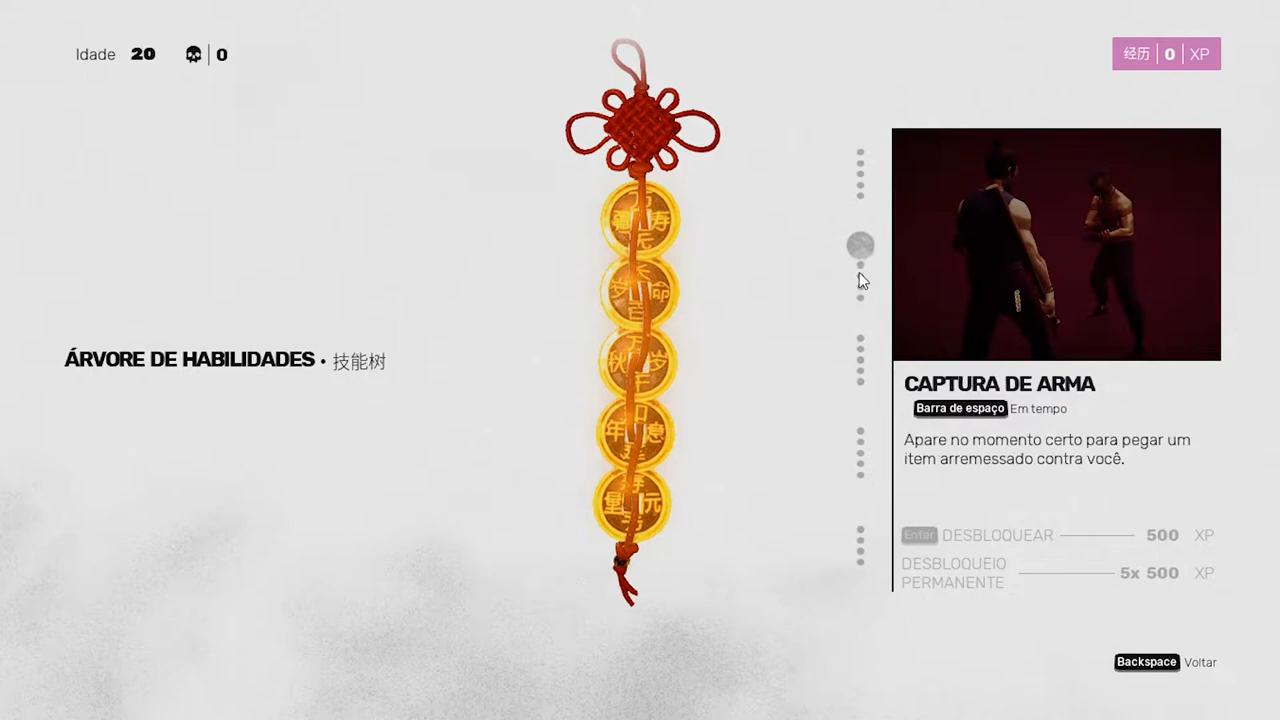 Idade 20 0
经历 0 XP
ÁRVORE DE HABILIDADES • 技能树
CAPTURA DE ARMA
Barra de espaço Em tempo
Apare no momento certo para pegar um
item arremessado contra você.
Enter DESBLOQUEAR 500 XP
DESBLOQUEIO
PERMANENTE 5x 500 XP
Backspace Voltar